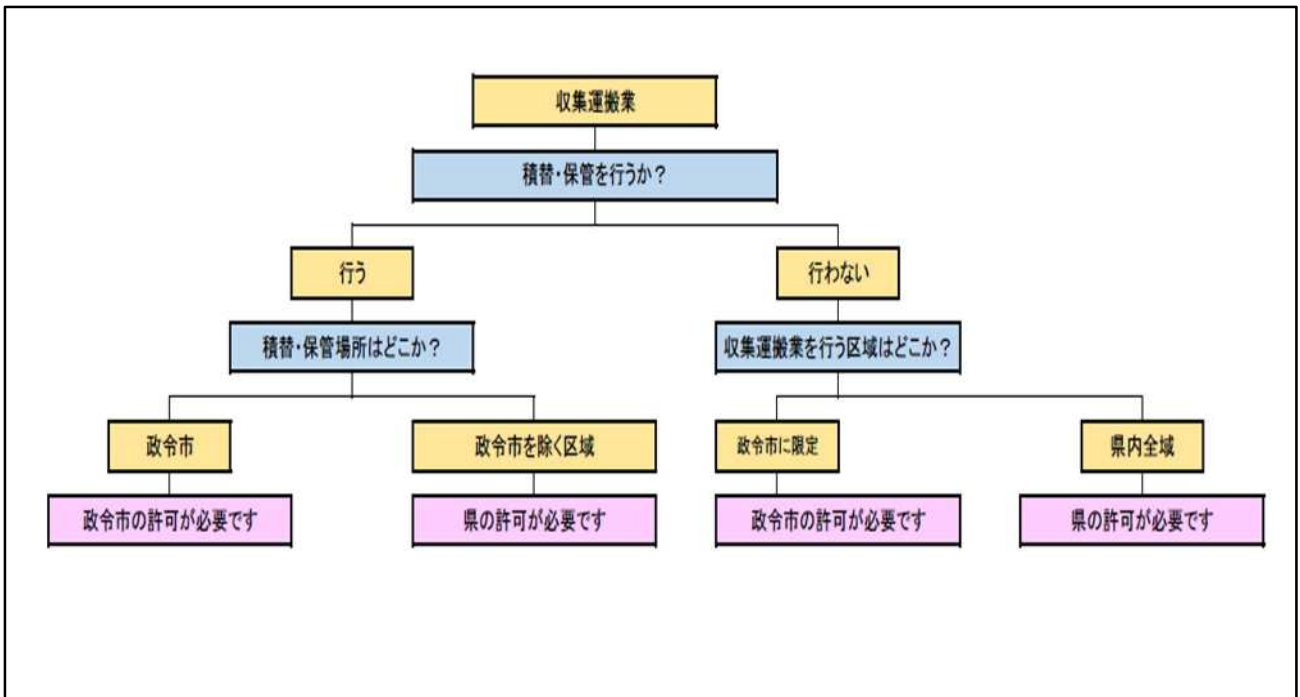 収集運搬業
積替・保管を行うか？
行う
行わない
積替・保管場所はどこか？
収集運搬業を行う区域はどこか？
政令市
政令市を除く区域
政令市に限定
県内全域
政令市の許可が必要です
県の許可が必要です
政令市の許可が必要です
県の許可が必要です